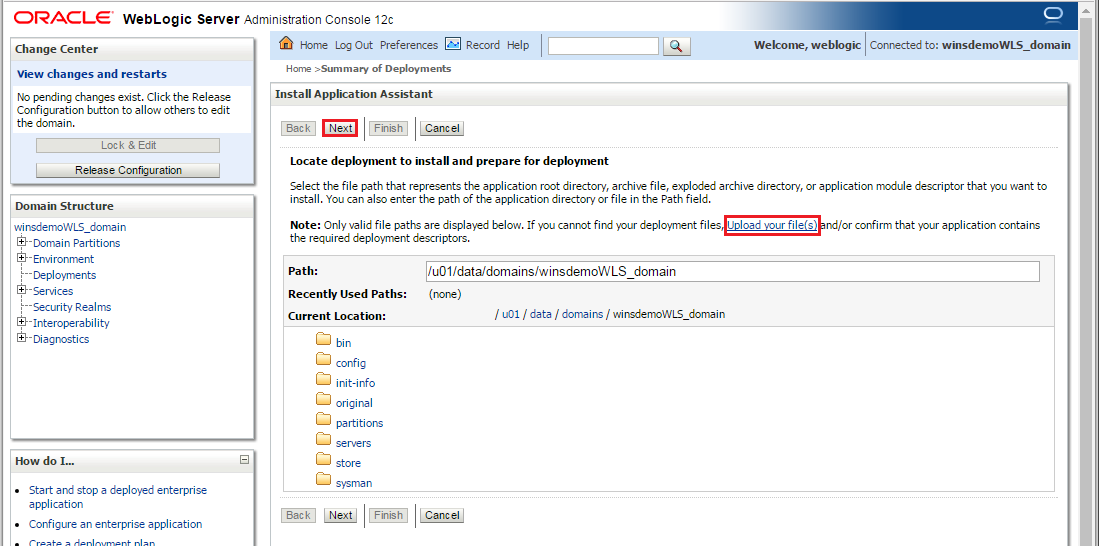 ORACLE WebLogic Server Administration Console 12c
Change Center
View changes and restarts
No pending changes exist. Click the Release
Configuration button to allow others to edit
the domain.
Lock & Edit
Release Configuration
Domain Structure
winsdemoWLS_domain
Domain Partitions
Environment
Deployments
Services
Security Realms
Interoperability
Diagnostics
How do I...
Start and stop a deployed enterprise
application
Configure an enterprise application
Create a deployment plan
Home Log Out Preferences Record Help
Welcome, weblogic Connected to: winsdemoWLS_domain
Home >Summary of Deployments
Install Application Assistant
Back Next Finish Cancel
Locate deployment to install and prepare for deployment
Select the file path that represents the application root directory, archive file, exploded archive directory, or application module descriptor that you want to
install. You can also enter the path of the application directory or file in the Path field.
Note: Only valid file paths are displayed below. If you cannot find your deployment files, Upload your file(s) and/or confirm that your application contains
the required deployment descriptors.
Path: /u01/data/domains/winsdemoWLS_domain
Recently Used Paths: (none)
Current Location: / u01 / data / domains / winsdemoWLS_domain
bin
config
init-info
original
partitions
servers
store
sysman
Back Next Finish Cancel